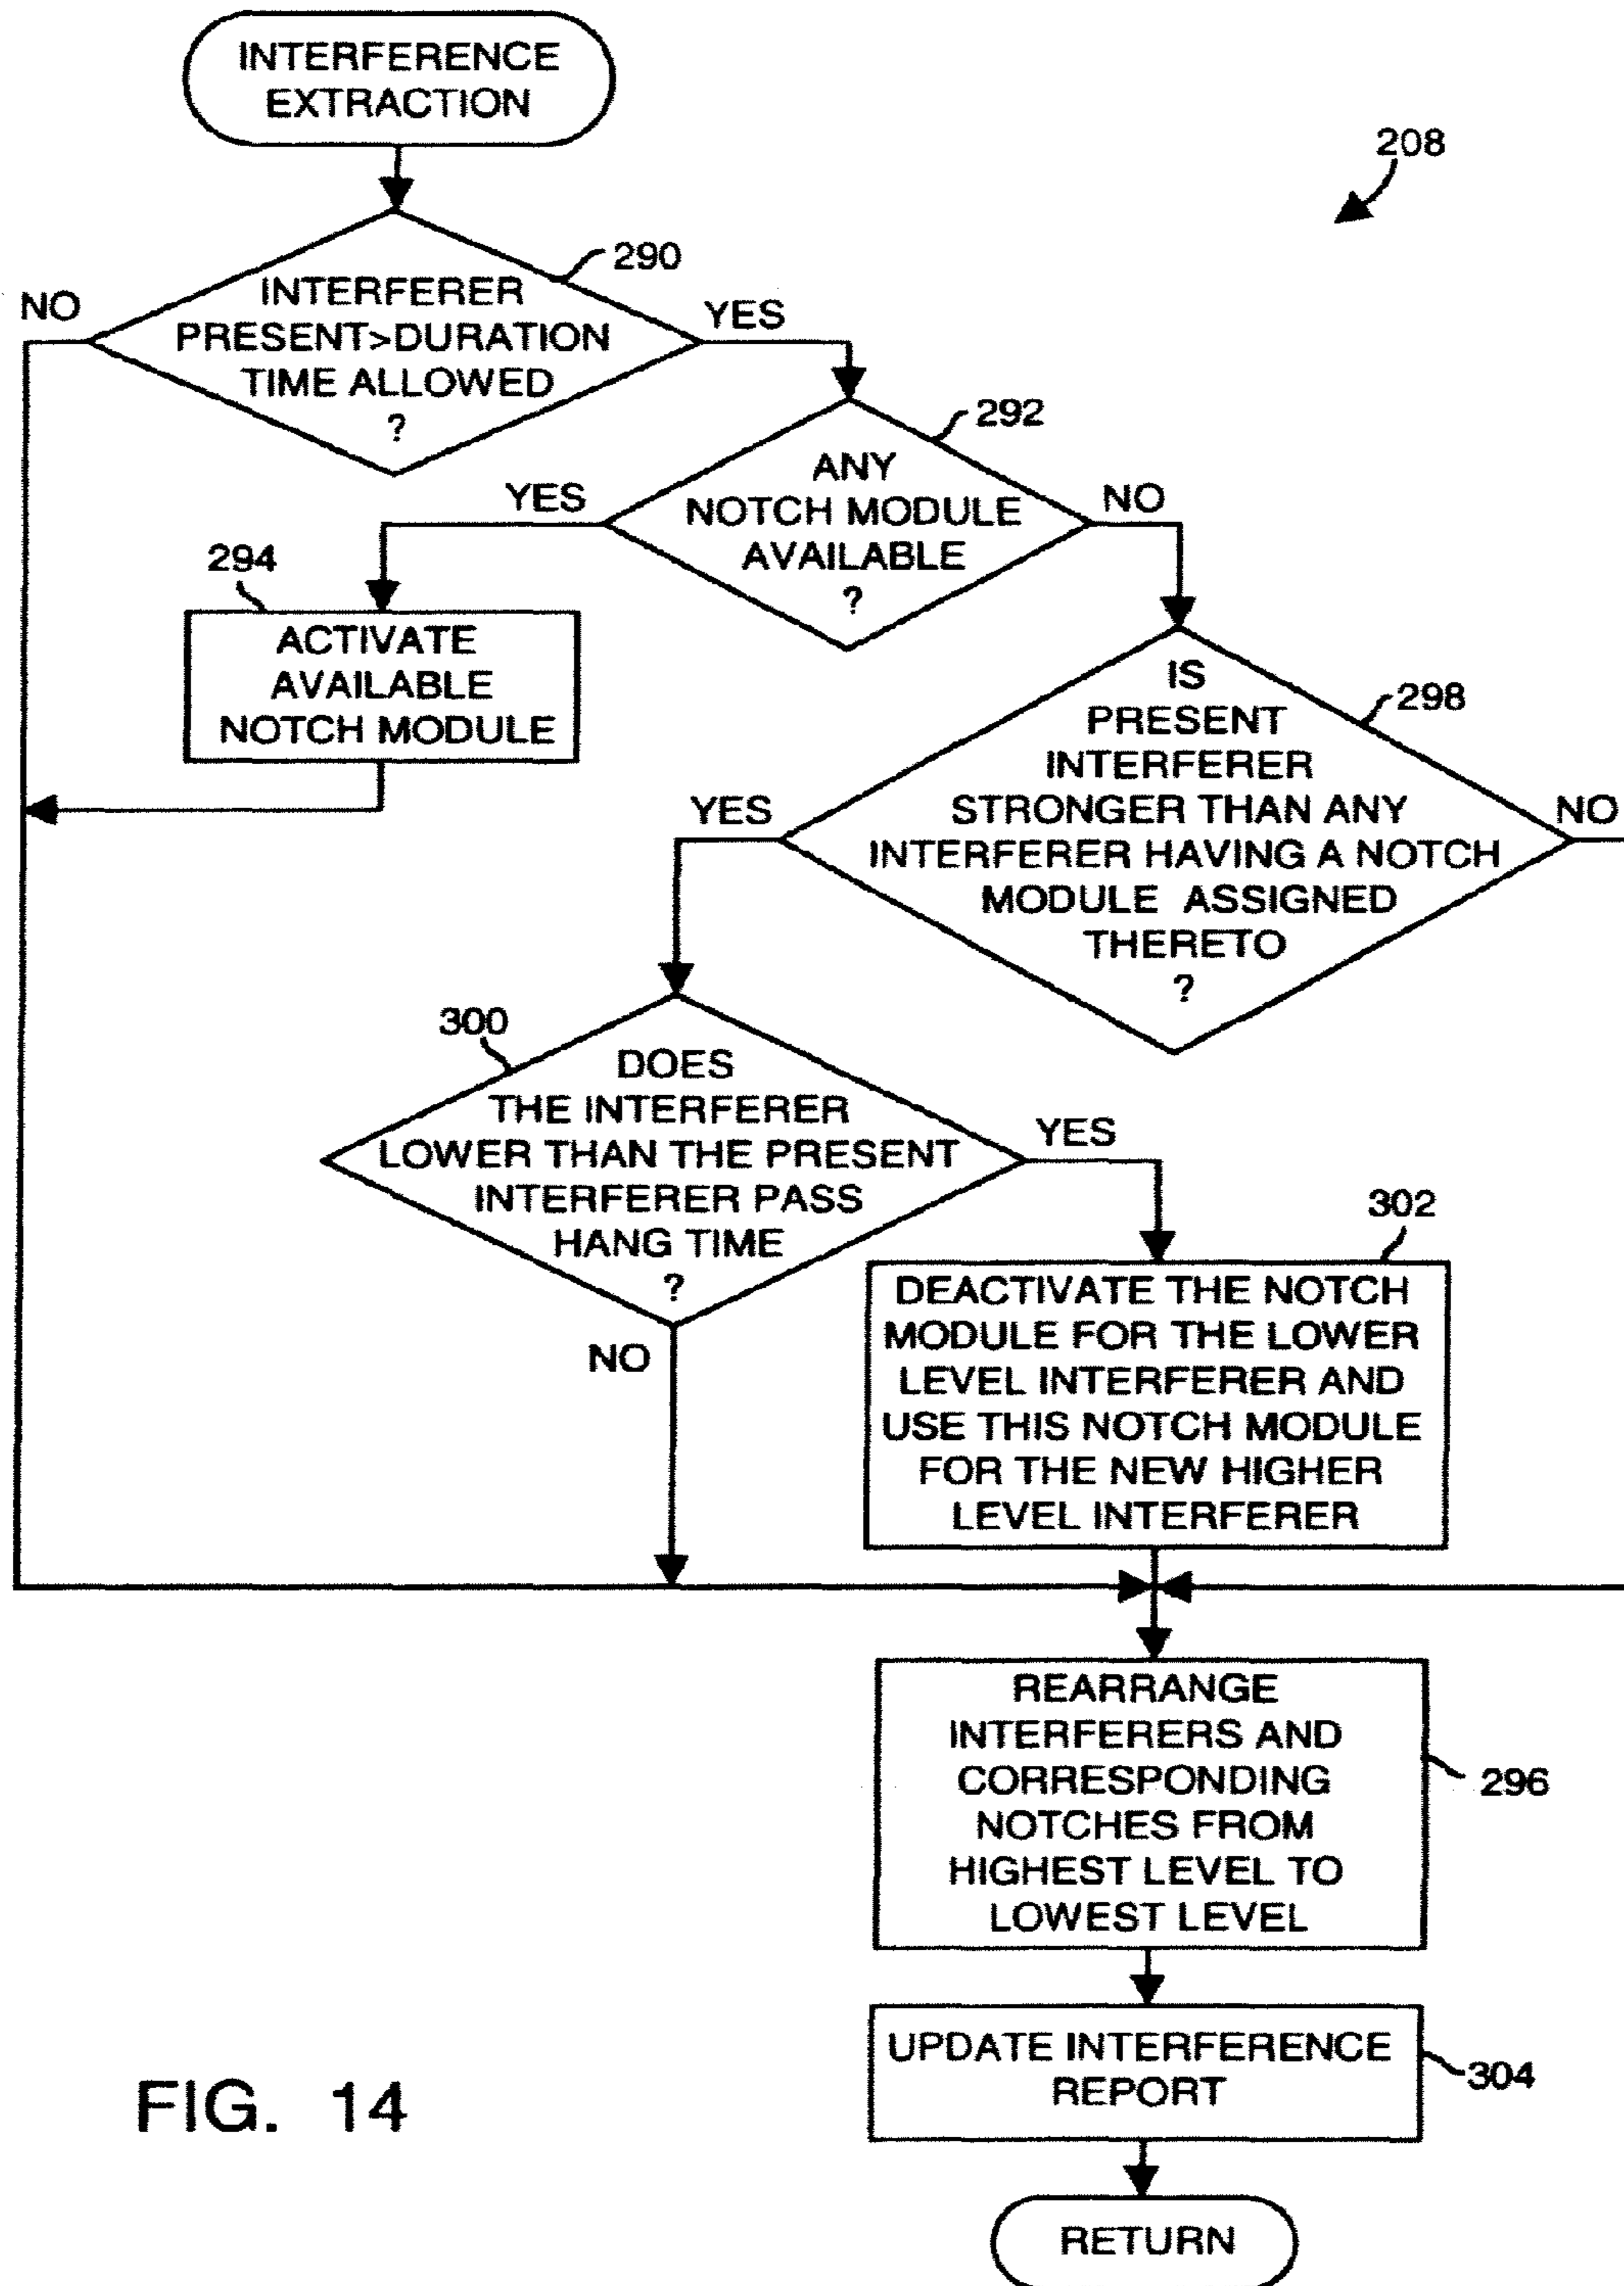 INTERFERENCE
EXTRACTION
208
290
NO
INTERFERER
PRESENT>DURATION
TIME ALLOWED
?
YES
292
ANY
NOTCH MODULE
AVAILABLE
?
YES
NO
294
ACTIVATE
AVAILABLE
NOTCH MODULE
298
IS
PRESENT
INTERFERER
STRONGER THAN ANY
INTERFERER HAVING A NOTCH
MODULE ASSIGNED
THERETO
?
YES
NO
300
DOES
THE INTERFERER
LOWER THAN THE PRESENT
INTERFERER PASS
HANG TIME
?
YES
NO
302
DEACTIVATE THE NOTCH
MODULE FOR THE LOWER
LEVEL INTERFERER AND
USE THIS NOTCH MODULE
FOR THE NEW HIGHER
LEVEL INTERFERER
REARRANGE
INTERFERERS AND
CORRESPONDING
NOTCHES FROM
HIGHEST LEVEL TO
LOWEST LEVEL
296
UPDATE INTERFERENCE
REPORT
304
FIG. 14
RETURN